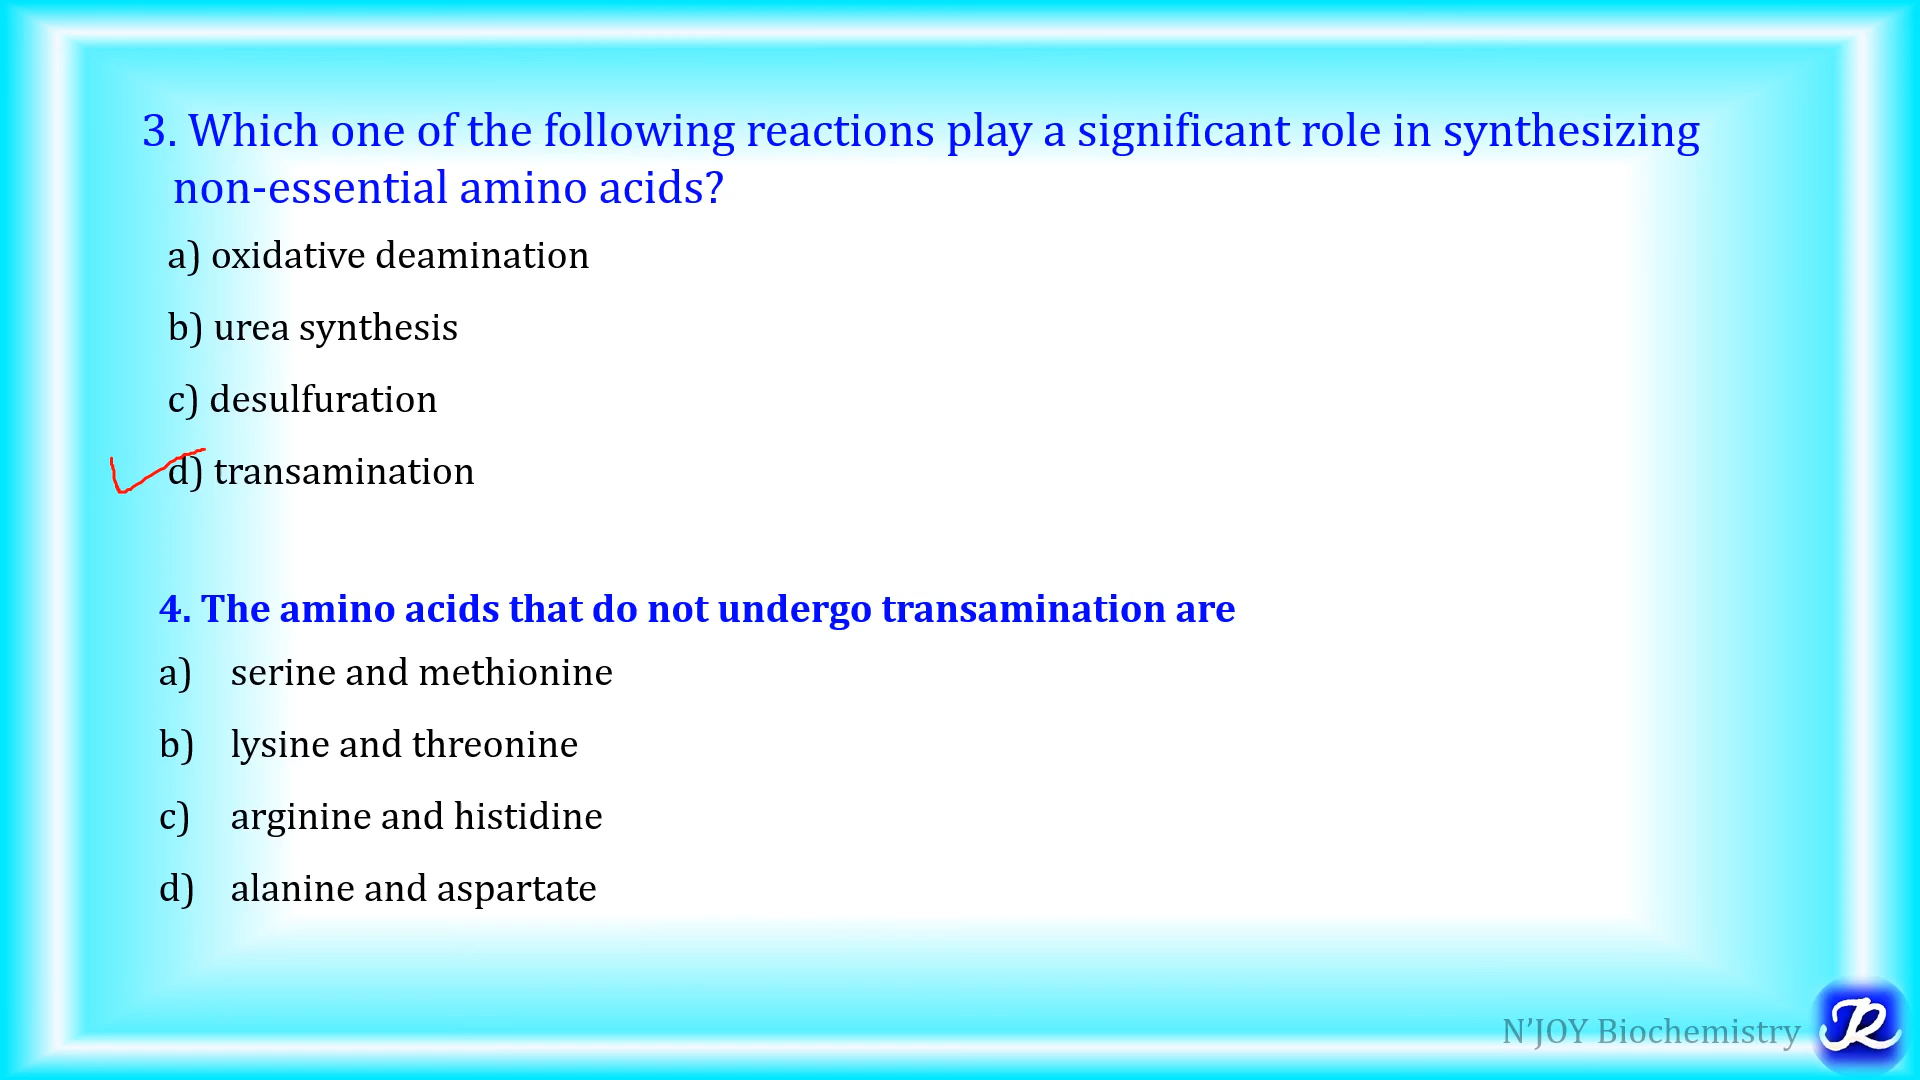 3. Which one of the following reactions play a significant role in synthesizing
non-essential amino acids?
a) oxidative deamination
b) urea synthesis
c) desulfuration
d) transamination
4. The amino acids that do not undergo transamination are
a) serine and methionine
b) lysine and threonine
c) arginine and histidine
d) alanine and aspartate
N’JOY Biochemistry
JR